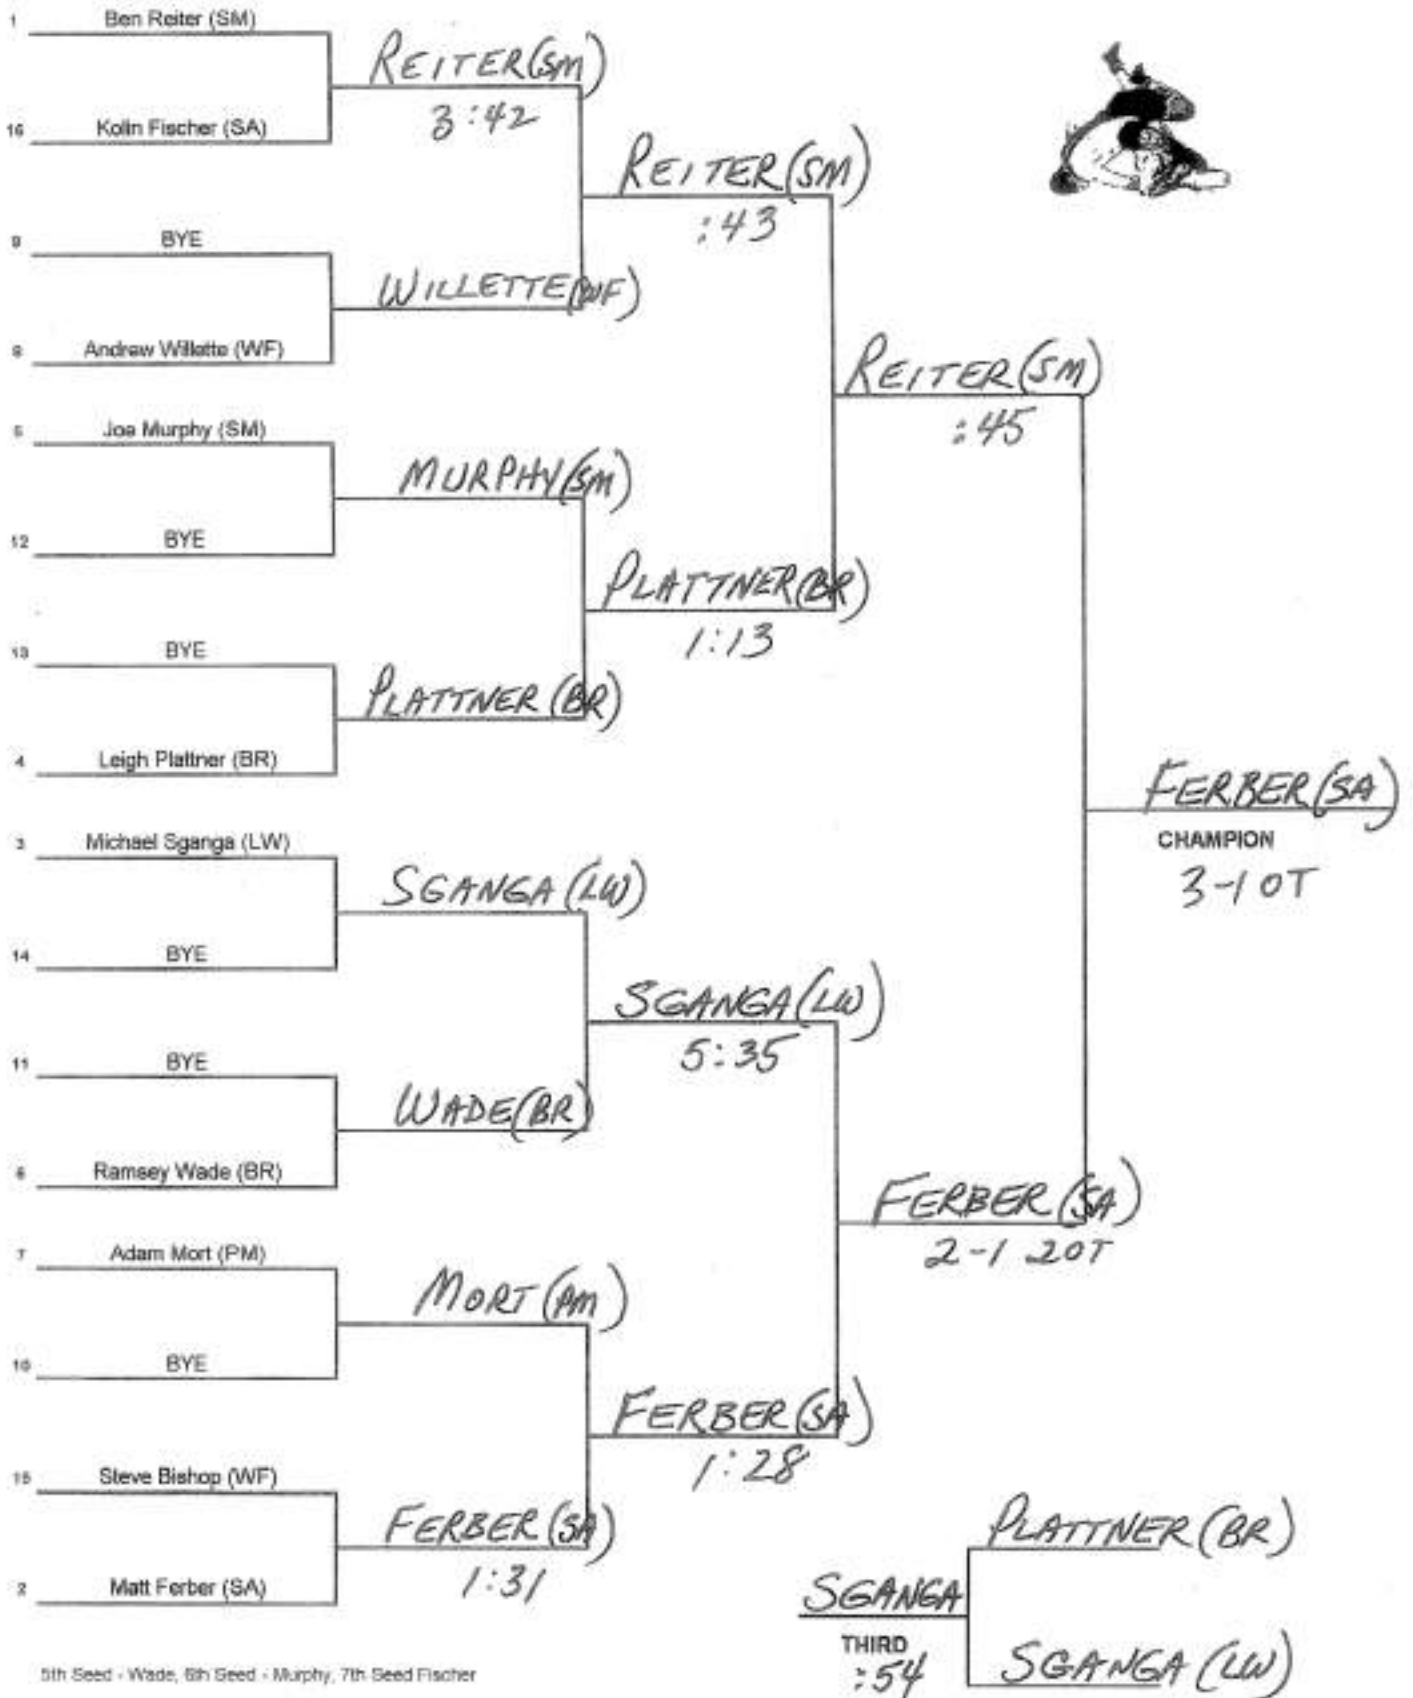 1 Ben Reiter (SM)
REITER (SM)
3:42
16 Kolin Fischer (SA)
REITER (SM)
:43
9 BYE
WILLETTE (WF)
8 Andrew Willette (WF)
REITER (SM)
:45
5 Joe Murphy (SM)
MURPHY (SM)
12 BYE
PLATTNER (BR)
1:13
13 BYE
PLATTNER (BR)
4 Leigh Plattner (BR)
FERBER (SA)
CHAMPION
3-1 OT
3 Michael Sganga (LW)
SGANGA (LW)
14 BYE
SGANGA (LW)
5:35
11 BYE
WADE (BR)
6 Ramsey Wade (BR)
FERBER (SA)
2-1 2OT
7 Adam Mort (PM)
MORT (PM)
10 BYE
FERBER (SA)
1:28
15 Steve Bishop (WF)
FERBER (SA)
1:31
2 Matt Ferber (SA)
PLATTNER (BR)
SGANGA
THIRD
:54
SGANGA (LW)
5th Seed - Wade, 6th Seed - Murphy, 7th Seed Fischer